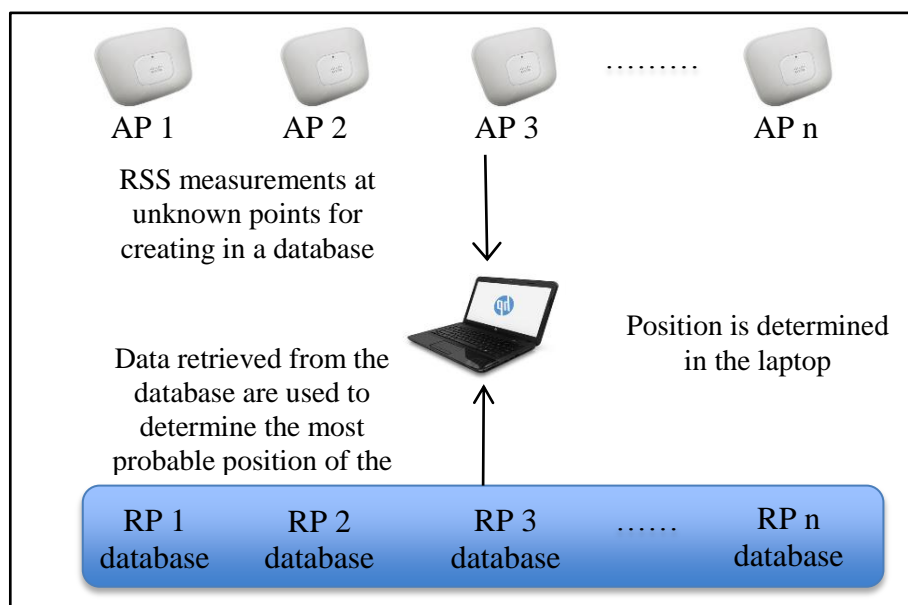 ………
AP 1 AP 2 AP 3 AP n
RSS measurements at
unknown points for
creating in a database
hp
Position is determined
in the laptop
Data retrieved from the
database are used to
determine the most
probable position of the
RP 1 RP 2 RP 3 …… RP n
database database database database